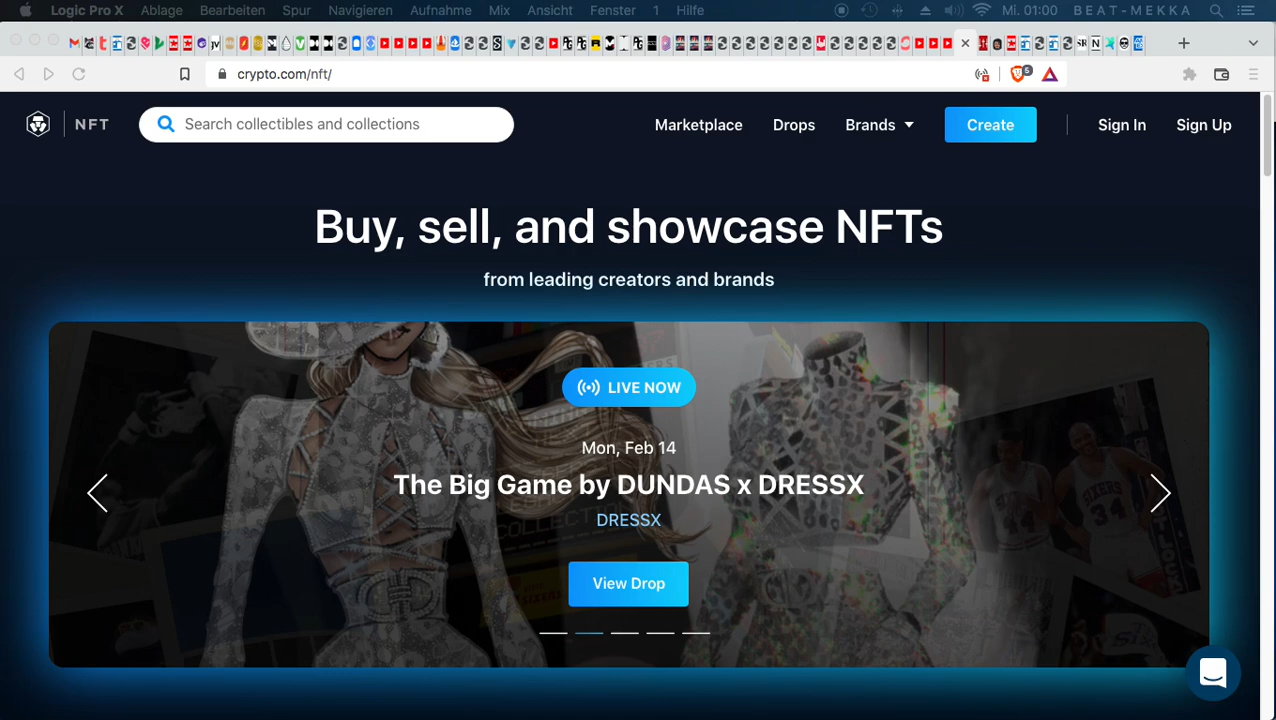 Logic Pro X Ablage Bearbeiten Spur Navigieren Aufnahme Mix Ansicht Fenster 1 Hilfe Mi. 01:00 BEAT-MEKKA
crypto.com/nft/ 5
NFT Search collectibles and collections Marketplace Drops Brands Create Sign In Sign Up
Buy, sell, and showcase NFTs
from leading creators and brands
LIVE NOW
Mon, Feb 14
The Big Game by DUNDAS x DRESSX
DRESSX
View Drop
SIXERS
34